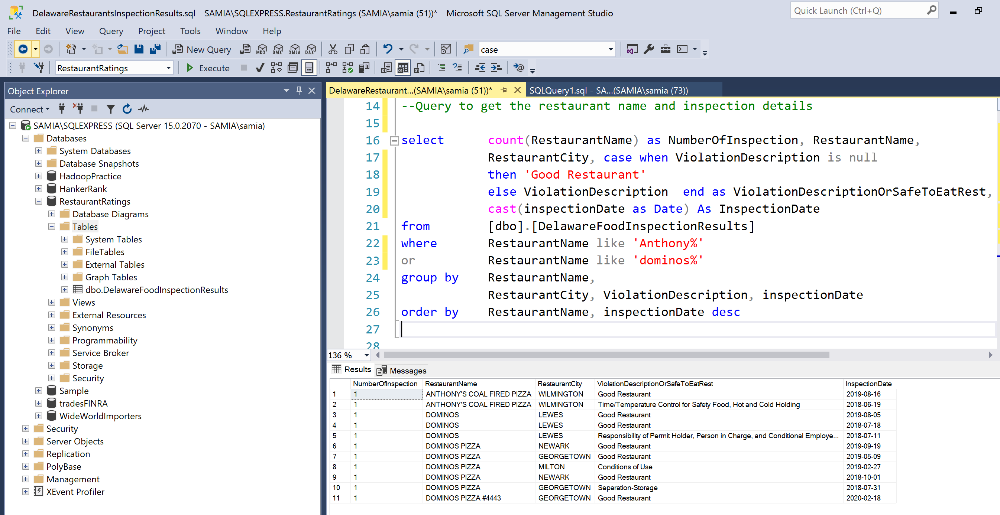 DelawareRestaurantsInspectionResults.sql - SAMIA\SQLEXPRESS.RestaurantRatings (SAMIA\samia (51))* - Microsoft SQL Server Management Studio
Quick Launch (Ctrl+Q)
File Edit View Query Project Tools Window Help
New Query MDX DMX XMLA DAX case
RestaurantRatings Execute
Object Explorer
Connect
SAMIA\SQLEXPRESS (SQL Server 15.0.2070 - SAMIA\samia)
Databases
System Databases
Database Snapshots
HadoopPractice
HankerRank
RestaurantRatings
Database Diagrams
Tables
System Tables
FileTables
External Tables
Graph Tables
dbo.DelawareFoodInspectionResults
Views
External Resources
Synonyms
Programmability
Service Broker
Storage
Security
Sample
tradesFINRA
WideWorldImporters
Security
Server Objects
Replication
PolyBase
Management
XEvent Profiler
DelawareRestaurant...(SAMIA\samia (51))* SQLQuery1.sql - SA...(SAMIA\samia (73))
14 --Query to get the restaurant name and inspection details
15
16 select count(RestaurantName) as NumberOfInspection, RestaurantName,
17 RestaurantCity, case when ViolationDescription is null
18 then 'Good Restaurant'
19 else ViolationDescription end as ViolationDescriptionOrSafeToEatRest,
20 cast(inspectionDate as Date) As InspectionDate
21 from [dbo].[DelawareFoodInspectionResults]
22 where RestaurantName like 'Anthony%'
23 or RestaurantName like 'dominos%'
24 group by RestaurantName,
25 RestaurantCity, ViolationDescription, inspectionDate
26 order by RestaurantName, inspectionDate desc
27
28
136 %
Results Messages
NumberOfInspection RestaurantName RestaurantCity ViolationDescriptionOrSafeToEatRest InspectionDate
1 1 ANTHONY'S COAL FIRED PIZZA WILMINGTON Good Restaurant 2019-08-16
2 1 ANTHONY'S COAL FIRED PIZZA WILMINGTON Time/Temperature Control for Safety Food, Hot and Cold Holding 2018-06-19
3 1 DOMINOS LEWES Good Restaurant 2019-08-05
4 1 DOMINOS LEWES Good Restaurant 2018-07-18
5 1 DOMINOS LEWES Responsibility of Permit Holder, Person in Charge, and Conditional Employe... 2018-07-11
6 1 DOMINOS PIZZA NEWARK Good Restaurant 2019-09-19
7 1 DOMINOS PIZZA GEORGETOWN Good Restaurant 2019-05-09
8 1 DOMINOS PIZZA MILTON Conditions of Use 2019-02-27
9 1 DOMINOS PIZZA NEWARK Good Restaurant 2018-10-01
10 1 DOMINOS PIZZA GEORGETOWN Separation-Storage 2018-07-31
11 1 DOMINOS PIZZA #4443 GEORGETOWN Good Restaurant 2020-02-18